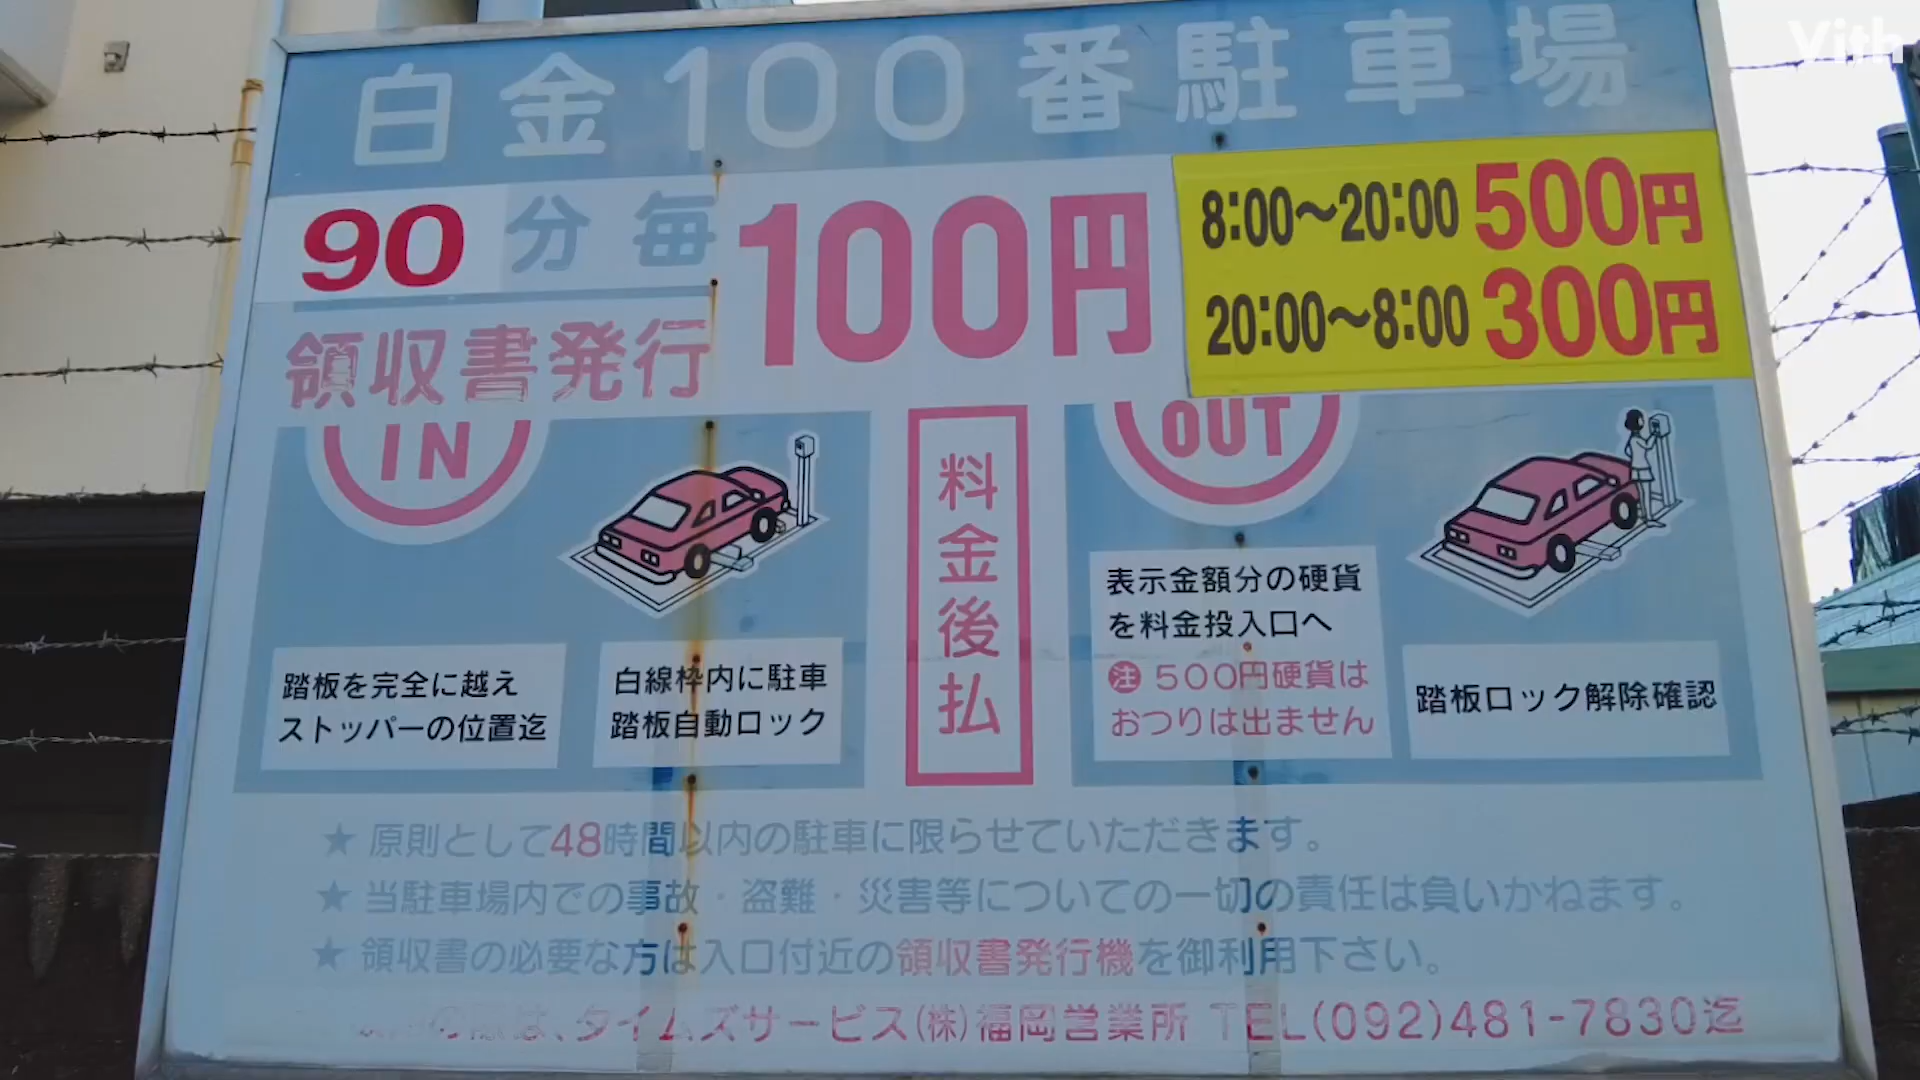 Yith
白金100番駐車場
90分毎 100円
8:00～20:00 500円
20:00～8:00 300円
領収書発行
IN
踏板を完全に越え
ストッパーの位置迄
白線枠内に駐車
踏板自動ロック
料金後払
OUT
表示金額分の硬貨
を料金投入口へ
注 500円硬貨は
おつりは出ません
踏板ロック解除確認
★ 原則として48時間以内の駐車に限らせていただきます。
★ 当駐車場内での事故・盗難・災害等についての一切の責任は負いかねます。
★ 領収書の必要な方は入口付近の領収書発行機を御利用下さい。
の際は、タイムズサービス(株)福岡営業所 TEL(092)481-7830迄